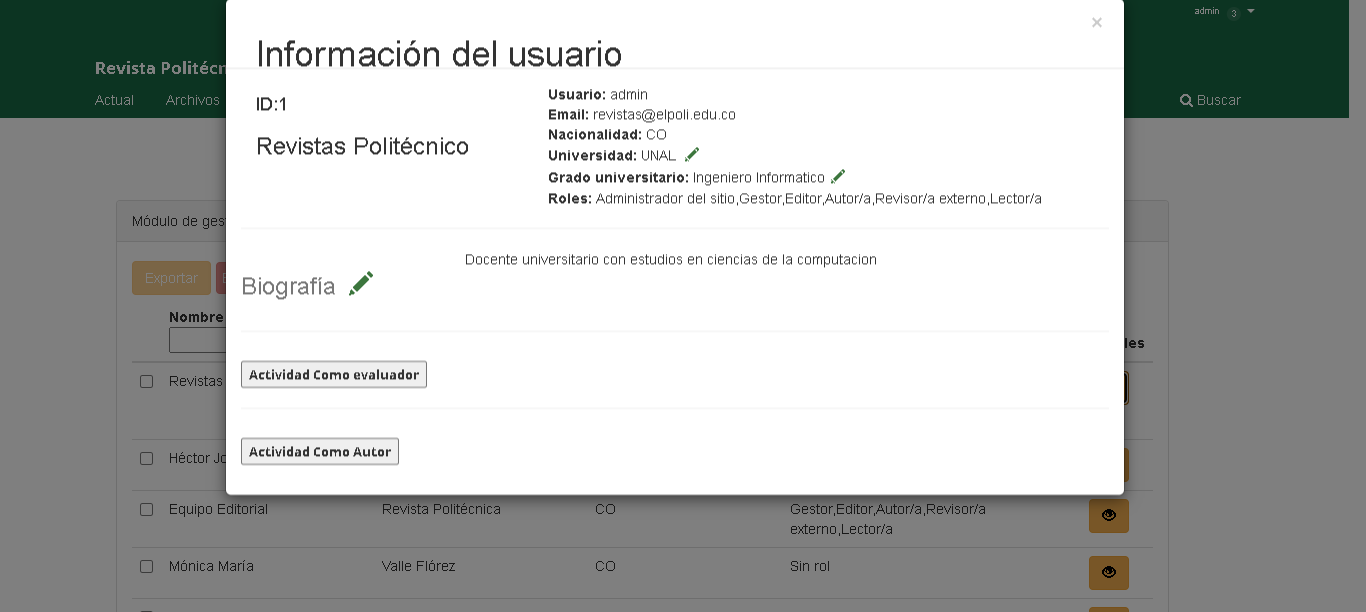 admin 3
×
Información del usuario
Revista Politécn
Actual Archivos Buscar
ID:1
Revistas Politécnico
Usuario: admin
Email: revistas@elpoli.edu.co
Nacionalidad: CO
Universidad: UNAL
Grado universitario: Ingeniero Informatico
Roles: Administrador del sitio,Gestor,Editor,Autor/a,Revisor/a externo,Lector/a
Módulo de ges
Docente universitario con estudios en ciencias de la computacion
Biografía
Exportar
Nombre
les
Actividad Como evaluador
Revistas
Actividad Como Autor
Héctor Jo
Equipo Editorial Revista Politécnica CO Gestor,Editor,Autor/a,Revisor/a
externo,Lector/a
Mónica María Valle Flórez CO Sin rol